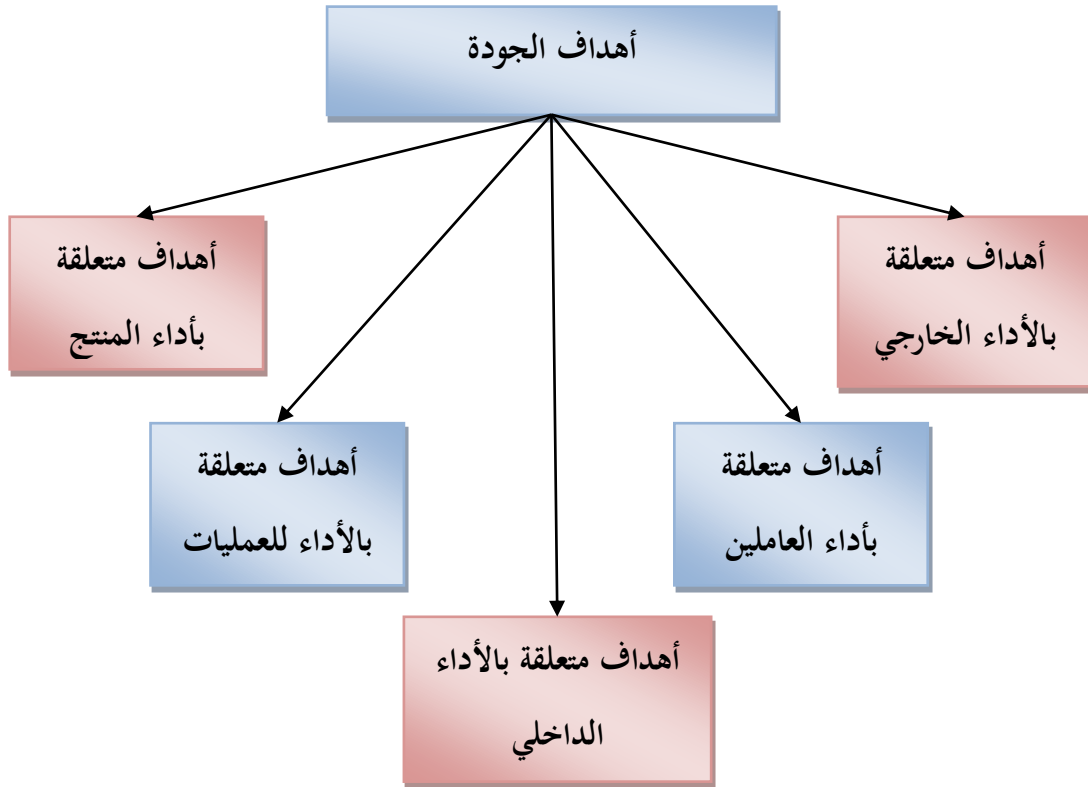 أهداف الجودة
أهداف متعلقة
بالأداء الخارجي
أهداف متعلقة
بأداء المنتج
أهداف متعلقة
بأداء العاملين
أهداف متعلقة
بالأداء للعمليات
أهداف متعلقة بالأداء
الداخلي